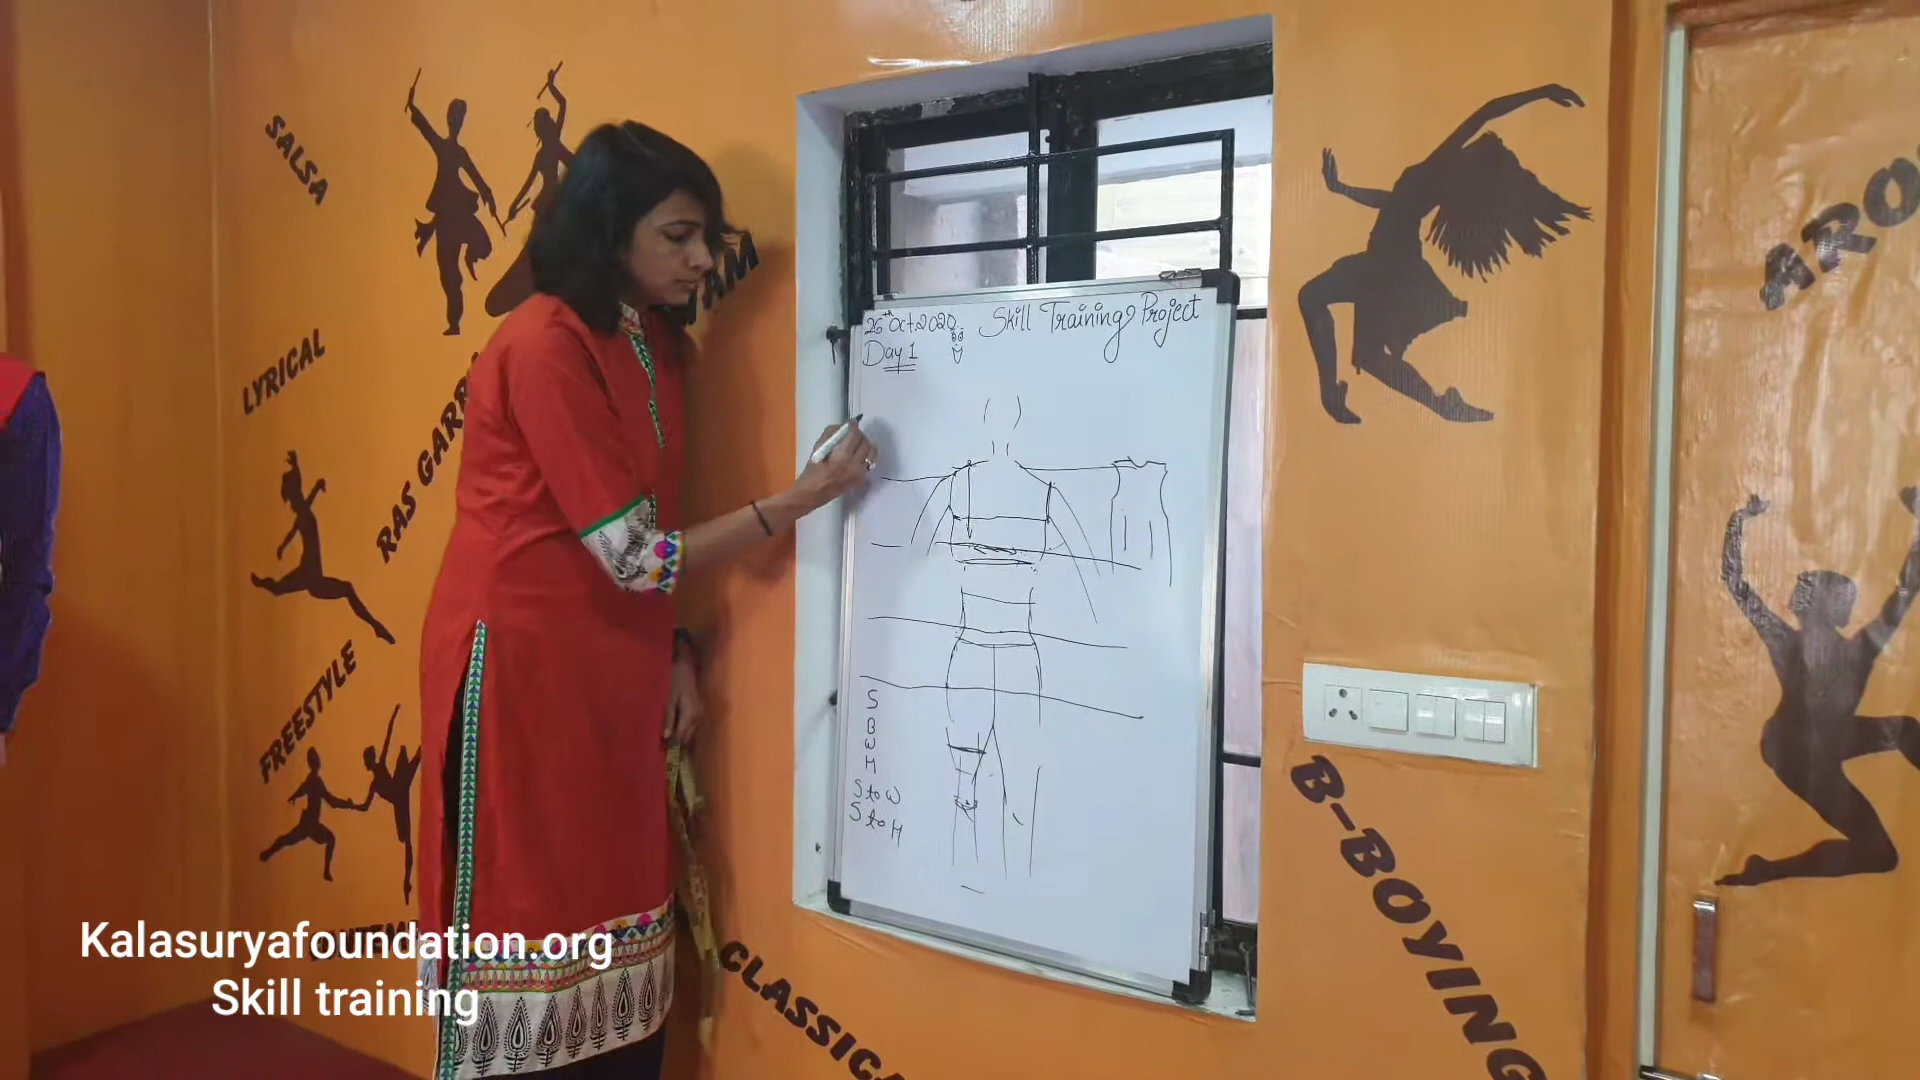 SALSA
LYRICAL
RAS GARB
FREESTYLE
CLASSICA
B-BOYING
26th Oct 2020
Skill Training Project
Day 1
S
B
W
H
S to W
S to H
Kalasuryafoundation.org
Skill training